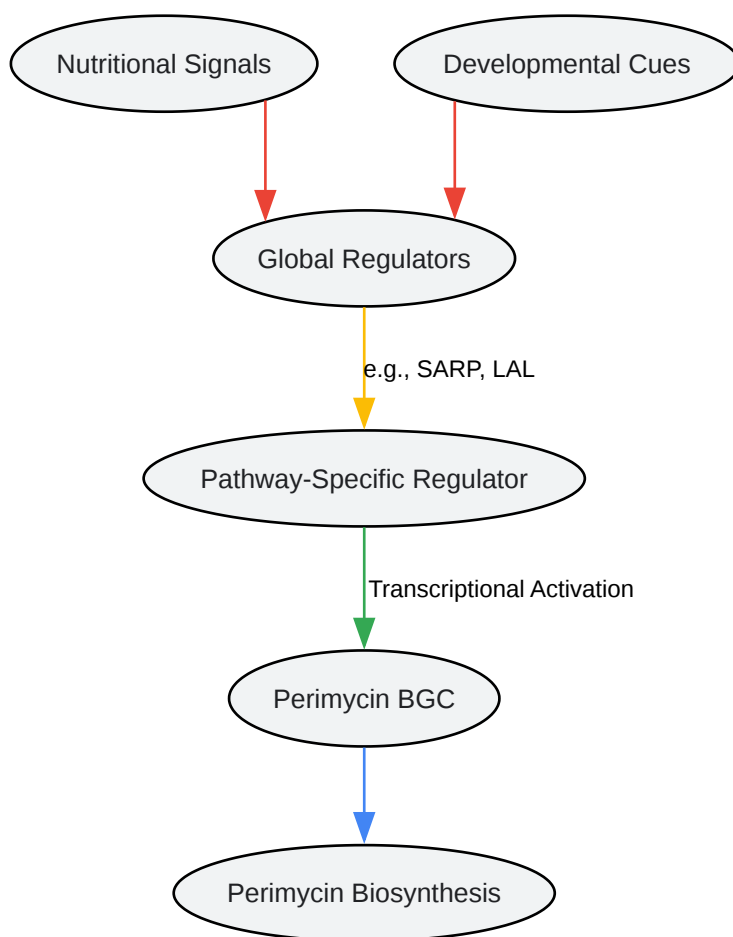 Nutritional Signals
Developmental Cues
Global Regulators
e.g., SARP, LAL
Pathway-Specific Regulator
Transcriptional Activation
Perimycin BGC
Perimycin Biosynthesis